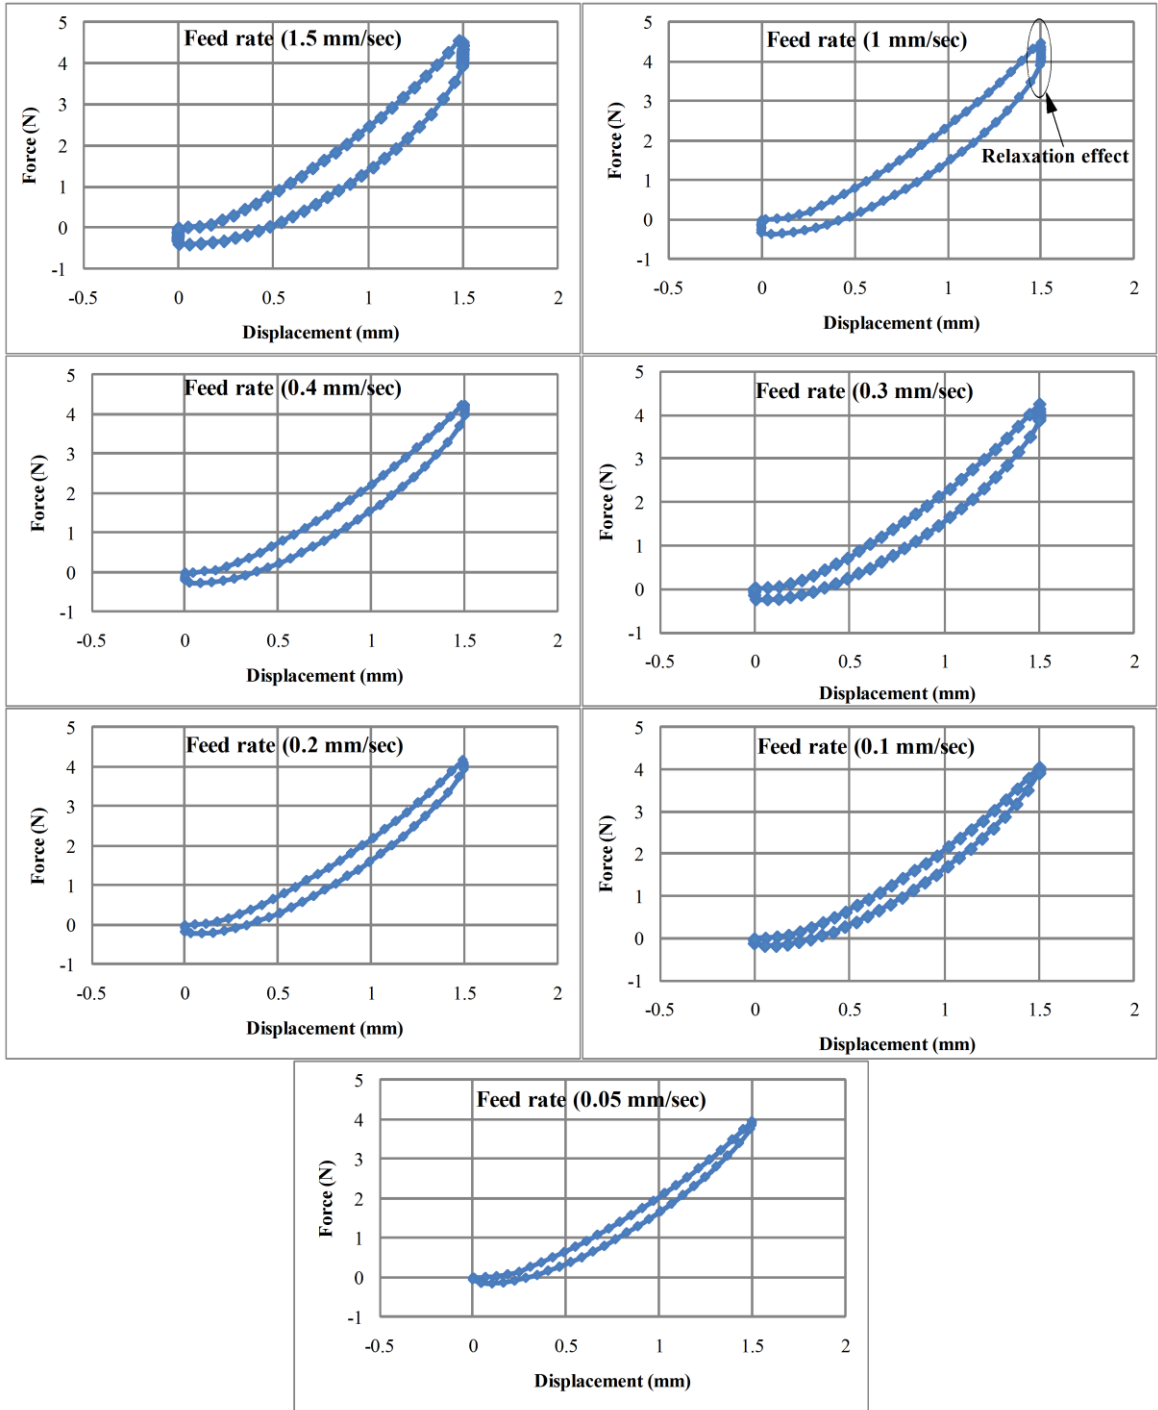 Feed rate (1.5 mm/sec)
5
4
3
2
1
0
-1
Force (N)
-0.5 0 0.5 1 1.5 2
Displacement (mm)
Feed rate (1 mm/sec)
5
4
3
2
1
0
-1
Force (N)
Relaxation effect
-0.5 0 0.5 1 1.5 2
Displacement (mm)
Feed rate (0.4 mm/sec)
5
4
3
2
1
0
-1
Force (N)
-0.5 0 0.5 1 1.5 2
Displacement (mm)
Feed rate (0.3 mm/sec)
5
4
3
2
1
0
-1
Force (N)
-0.5 0 0.5 1 1.5 2
Displacement (mm)
Feed rate (0.2 mm/sec)
5
4
3
2
1
0
-1
Force (N)
-0.5 0 0.5 1 1.5 2
Displacement (mm)
Feed rate (0.1 mm/sec)
5
4
3
2
1
0
-1
Force (N)
-0.5 0 0.5 1 1.5 2
Displacement (mm)
Feed rate (0.05 mm/sec)
5
4
3
2
1
0
-1
Force (N)
-0.5 0 0.5 1 1.5 2
Displacement (mm)